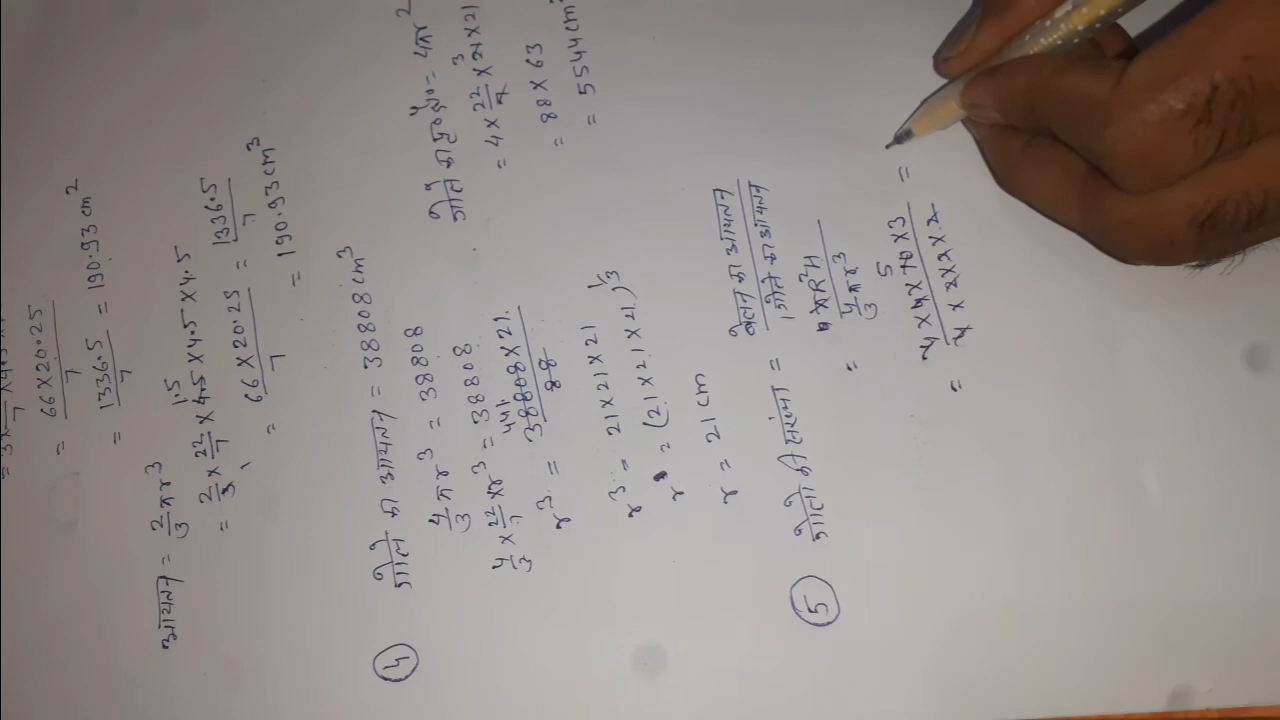 = 66 × 20.25 / 7
= 1336.5 / 7 = 190.93 cm²
आयतन = 2/3 πr³
= 2/3 × 22/7 × 4.5 × 4.5 × 4.5
1.5
= 66 × 20.25 / 7 = 1336.5 / 7
= 190.93 cm³
④ गोले का आयतन = 38808 cm³
4/3 πr³ = 38808
4/3 × 22/7 × r³ = 38808
441
r³ = 38808 × 21 / 88
r³ = 21 × 21 × 21
r = (21 × 21 × 21)^1/3
r = 21 cm
गोले का पृ० क्षे० = 4πr²
= 4 × 22/7 × 21 × 21
3
= 88 × 63
= 5544 cm²
⑤ गोलो की संख्या = बेलन का आयतन / गोले का आयतन
= πR²H / 4/3 πr³
5
= 4 × 4 × 10 × 3 / 4 × 2 × 2 × 2 =